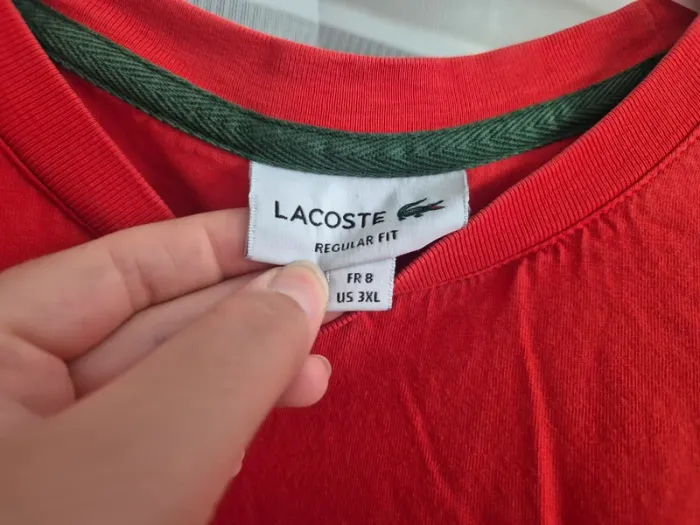 LACOSTE
REGULAR FIT
FR 8
US 3XL